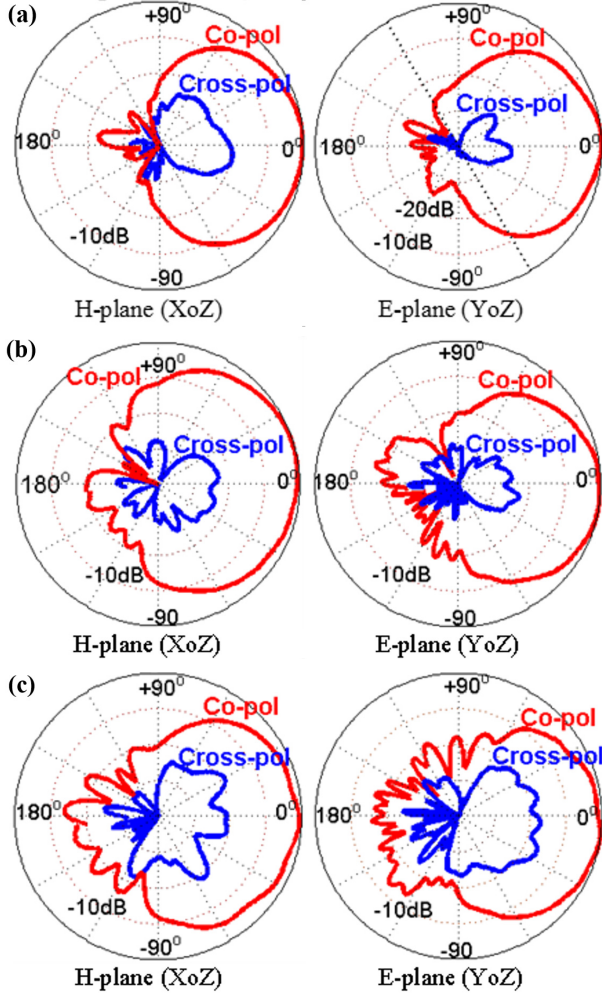 (a)
+90⁰
Co-pol
Cross-pol
180⁰
0⁰
-10dB
-90
H-plane (XoZ)
+90⁰
Co-pol
Cross-pol
180⁰
0⁰
-20dB
-10dB
-90⁰
E-plane (YoZ)
(b)
+90⁰
Co-pol
Cross-pol
180⁰
0⁰
-10dB
-90
H-plane (XoZ)
+90⁰
Co-pol
Cross-pol
180⁰
0⁰
-10dB
-90
E-plane (YoZ)
(c)
+90⁰
Co-pol
Cross-pol
180⁰
0⁰
-10dB
-90⁰
H-plane (XoZ)
+90⁰
Co-pol
Cross-pol
180⁰
0⁰
-10dB
-90
E-plane (YoZ)